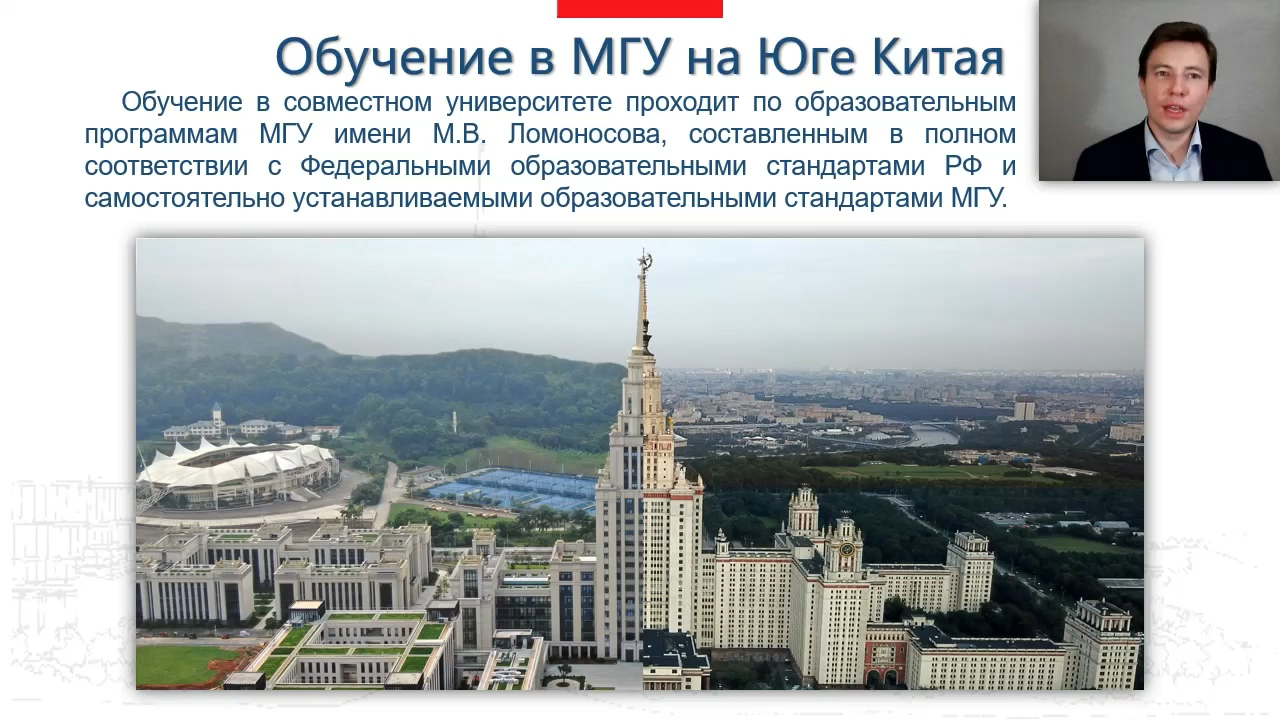 Обучение в МГУ на Юге Китая
Обучение в совместном университете проходит по образовательным
программам МГУ имени М.В. Ломоносова, составленным в полном
соответствии с Федеральными образовательными стандартами РФ и
самостоятельно устанавливаемыми образовательными стандартами МГУ.